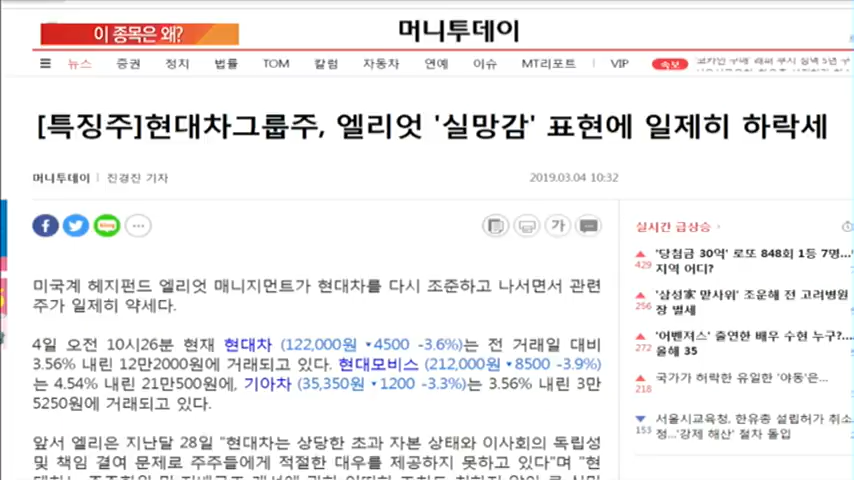 이 종목은 왜?
머니투데이
뉴스 증권 정치 법률 TOM 칼럼 자동차 연예 이슈 MT리포트 VIP 속보
[특징주]현대차그룹주, 엘리엇 '실망감' 표현에 일제히 하락세
머니투데이 진경진 기자 2019.03.04 10:32
가
실시간 급상승
429 '당첨금 30억' 로또 848회 1등 7명...
지역 어디?
256 '삼성家 맏사위' 조운해 전 고려병원
장 별세
272 '어벤져스' 출연한 배우 수현 누구?...
올해 35
218 국가가 허락한 유일한 '야동'은...
153 서울시교육청, 한유총 설립허가 취소
정...'강제 해산' 절차 돌입
미국계 헤지펀드 엘리엇 매니지먼트가 현대차를 다시 조준하고 나서면서 관련
주가 일제히 약세다.
4일 오전 10시26분 현재 현대차 (122,000원 ▼4500 -3.6%)는 전 거래일 대비
3.56% 내린 12만2000원에 거래되고 있다. 현대모비스 (212,000원 ▼8500 -3.9%)
는 4.54% 내린 21만500원에, 기아차 (35,350원 ▼1200 -3.3%)는 3.56% 내린 3만
5250원에 거래되고 있다.
앞서 엘리은 지난달 28일 "현대차는 상당한 초과 자본 상태와 이사회의 독립성
및 책임 결여 문제로 주주들에게 적절한 대우를 제공하지 못하고 있다"며 "현